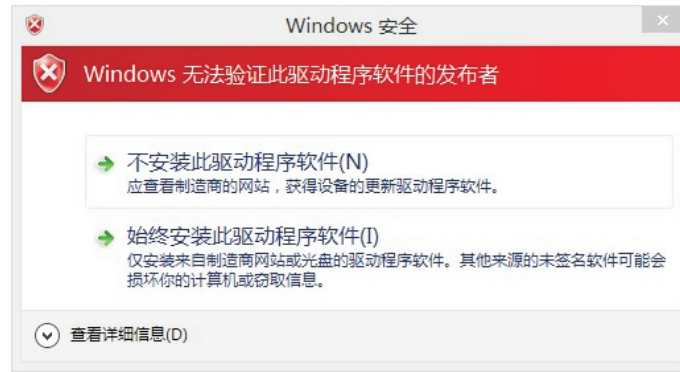 Windows 安全
Windows 无法验证此驱动程序软件的发布者
不安装此驱动程序软件(N)
应查看制造商的网站，获得设备的更新驱动程序软件。
始终安装此驱动程序软件(I)
仅安装来自制造商网站或光盘的驱动程序软件。其他来源的未签名软件可能会
损坏你的计算机或窃取信息。
查看详细信息(D)